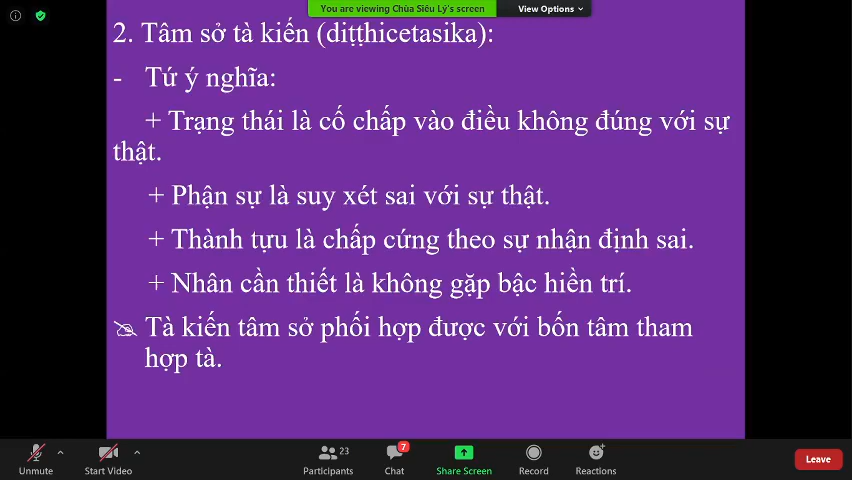 You are viewing Chùa Siêu Lý's screen
View Options
2. Tâm sở tà kiến (diṭṭhicetasika):
- Tứ ý nghĩa:
+ Trạng thái là cố chấp vào điều không đúng với sự
thật.
+ Phận sự là suy xét sai với sự thật.
+ Thành tựu là chấp cứng theo sự nhận định sai.
+ Nhân cần thiết là không gặp bậc hiền trí.
Tà kiến tâm sở phối hợp được với bốn tâm tham
hợp tà.
23
7
Unmute
Start Video
Participants
Chat
Share Screen
Record
Reactions
Leave